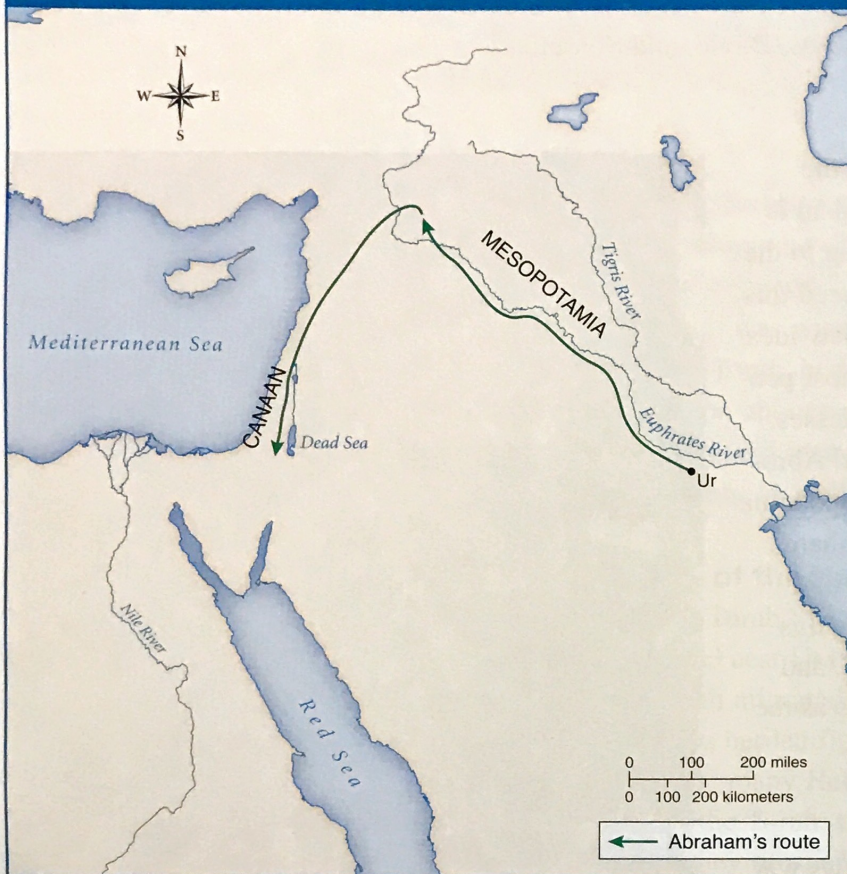 N
W E
S
MESOPOTAMIA
Tigris River
Mediterranean Sea
CANAAN
Dead Sea
Euphrates River
Ur
Nile River
Red Sea
0 100 200 miles
0 100 200 kilometers
Abraham's route